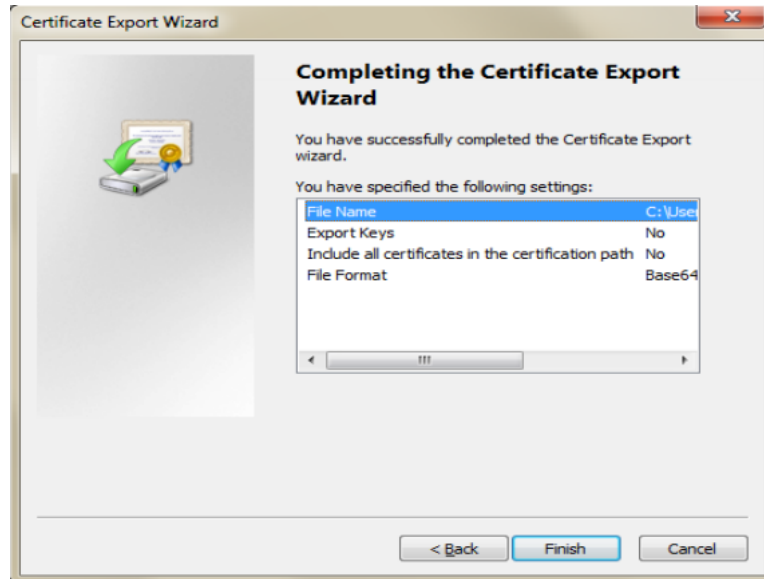 Certificate Export Wizard
Completing the Certificate Export
Wizard
You have successfully completed the Certificate Export
wizard.
You have specified the following settings:
File Name C:\User
Export Keys No
Include all certificates in the certification path No
File Format Base64
< Back Finish Cancel